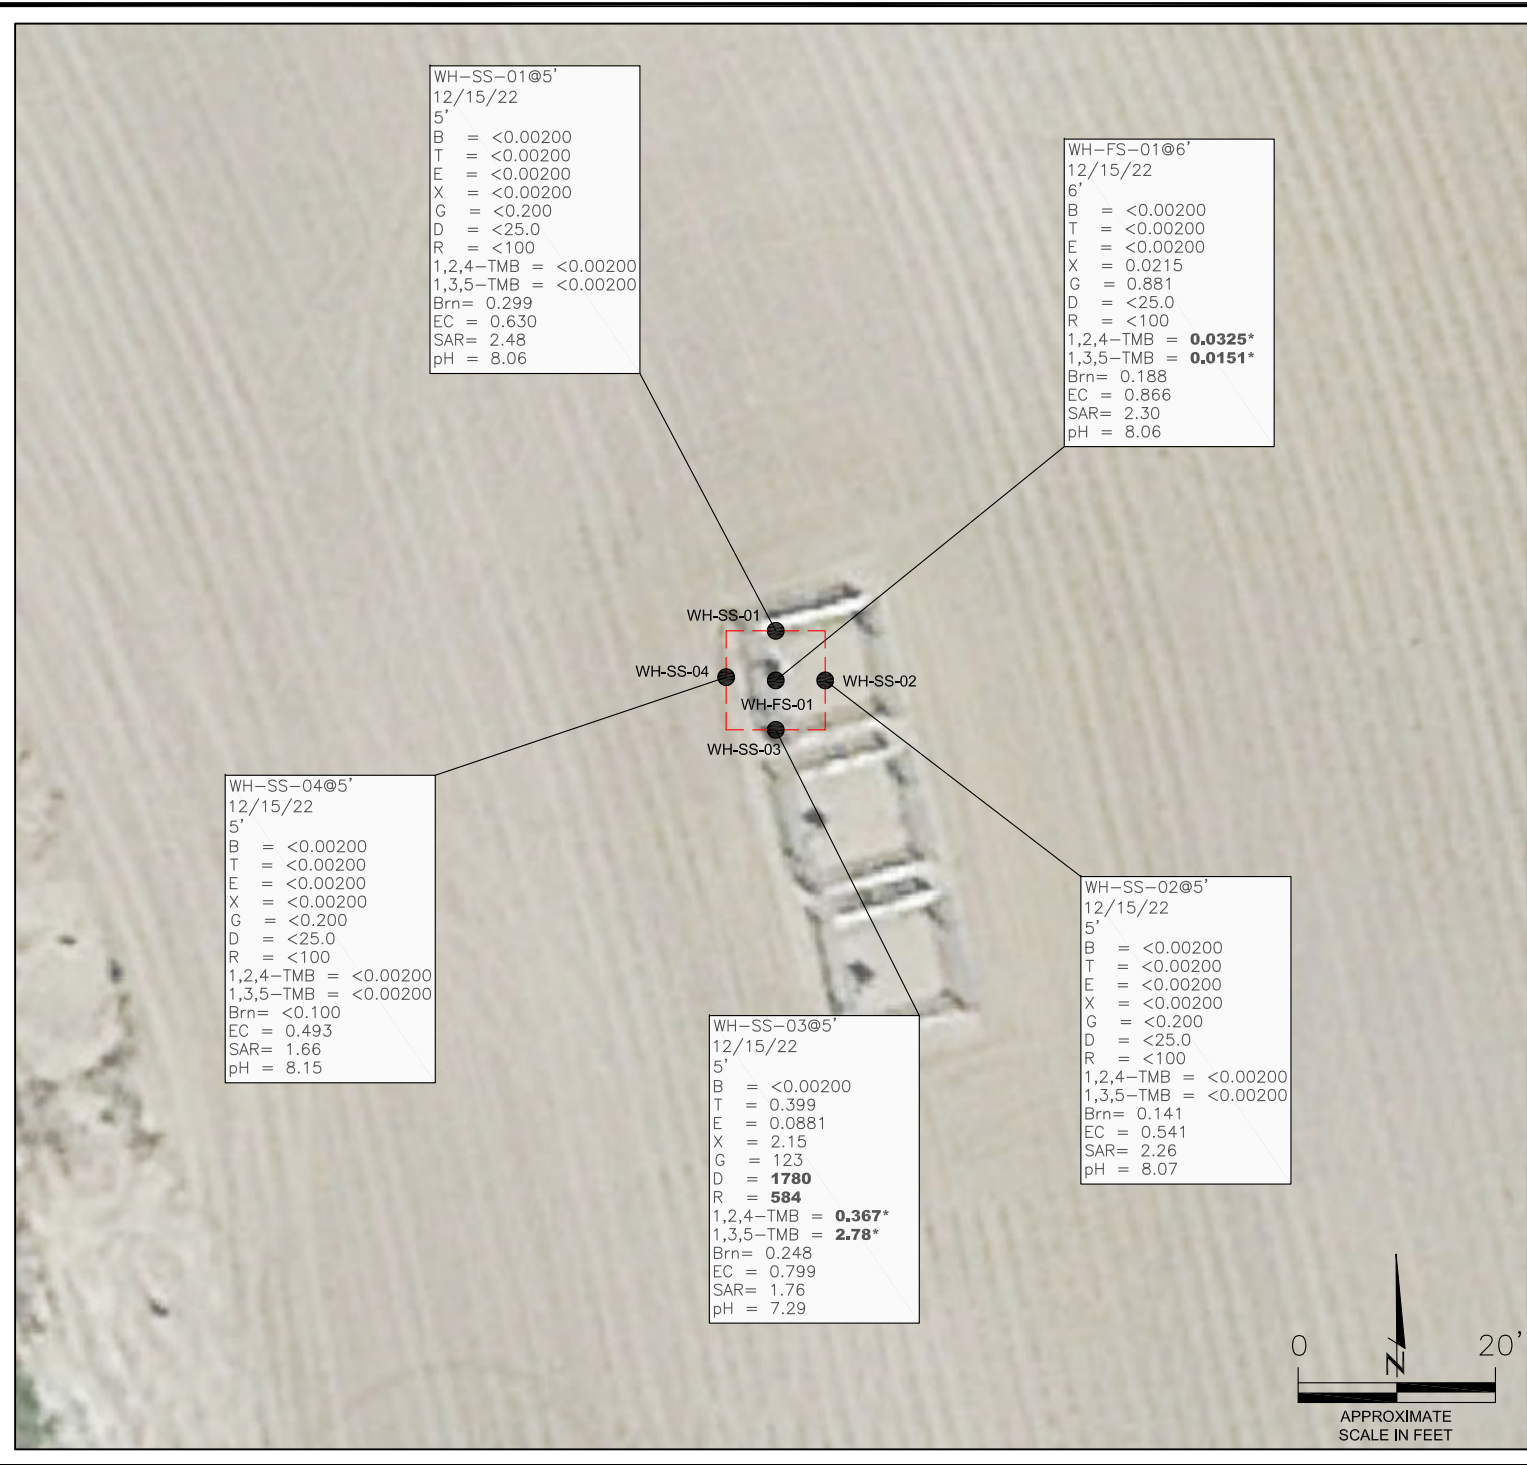 WH-SS-01@5'
12/15/22
5'
B = <0.00200
T = <0.00200
E = <0.00200
X = <0.00200
G = <0.200
D = <25.0
R = <100
1,2,4-TMB = <0.00200
1,3,5-TMB = <0.00200
Brn= 0.299
EC = 0.630
SAR= 2.48
pH = 8.06
WH-FS-01@6'
12/15/22
6'
B = <0.00200
T = <0.00200
E = <0.00200
X = 0.0215
G = 0.881
D = <25.0
R = <100
1,2,4-TMB = 0.0325*
1,3,5-TMB = 0.0151*
Brn= 0.188
EC = 0.866
SAR= 2.30
pH = 8.06
WH-SS-01
WH-SS-04
WH-SS-02
WH-FS-01
WH-SS-03
WH-SS-04@5'
12/15/22
5'
B = <0.00200
T = <0.00200
E = <0.00200
X = <0.00200
G = <0.200
D = <25.0
R = <100
1,2,4-TMB = <0.00200
1,3,5-TMB = <0.00200
Brn= <0.100
EC = 0.493
SAR= 1.66
pH = 8.15
WH-SS-02@5'
12/15/22
5'
B = <0.00200
T = <0.00200
E = <0.00200
X = <0.00200
G = <0.200
D = <25.0
R = <100
1,2,4-TMB = <0.00200
1,3,5-TMB = <0.00200
Brn= 0.141
EC = 0.541
SAR= 2.26
pH = 8.07
WH-SS-03@5'
12/15/22
5'
B = <0.00200
T = 0.399
E = 0.0881
X = 2.15
G = 123
D = 1780
R = 584
1,2,4-TMB = 0.367*
1,3,5-TMB = 2.78*
Brn= 0.248
EC = 0.799
SAR= 1.76
pH = 7.29
0 20'
N
APPROXIMATE
SCALE IN FEET